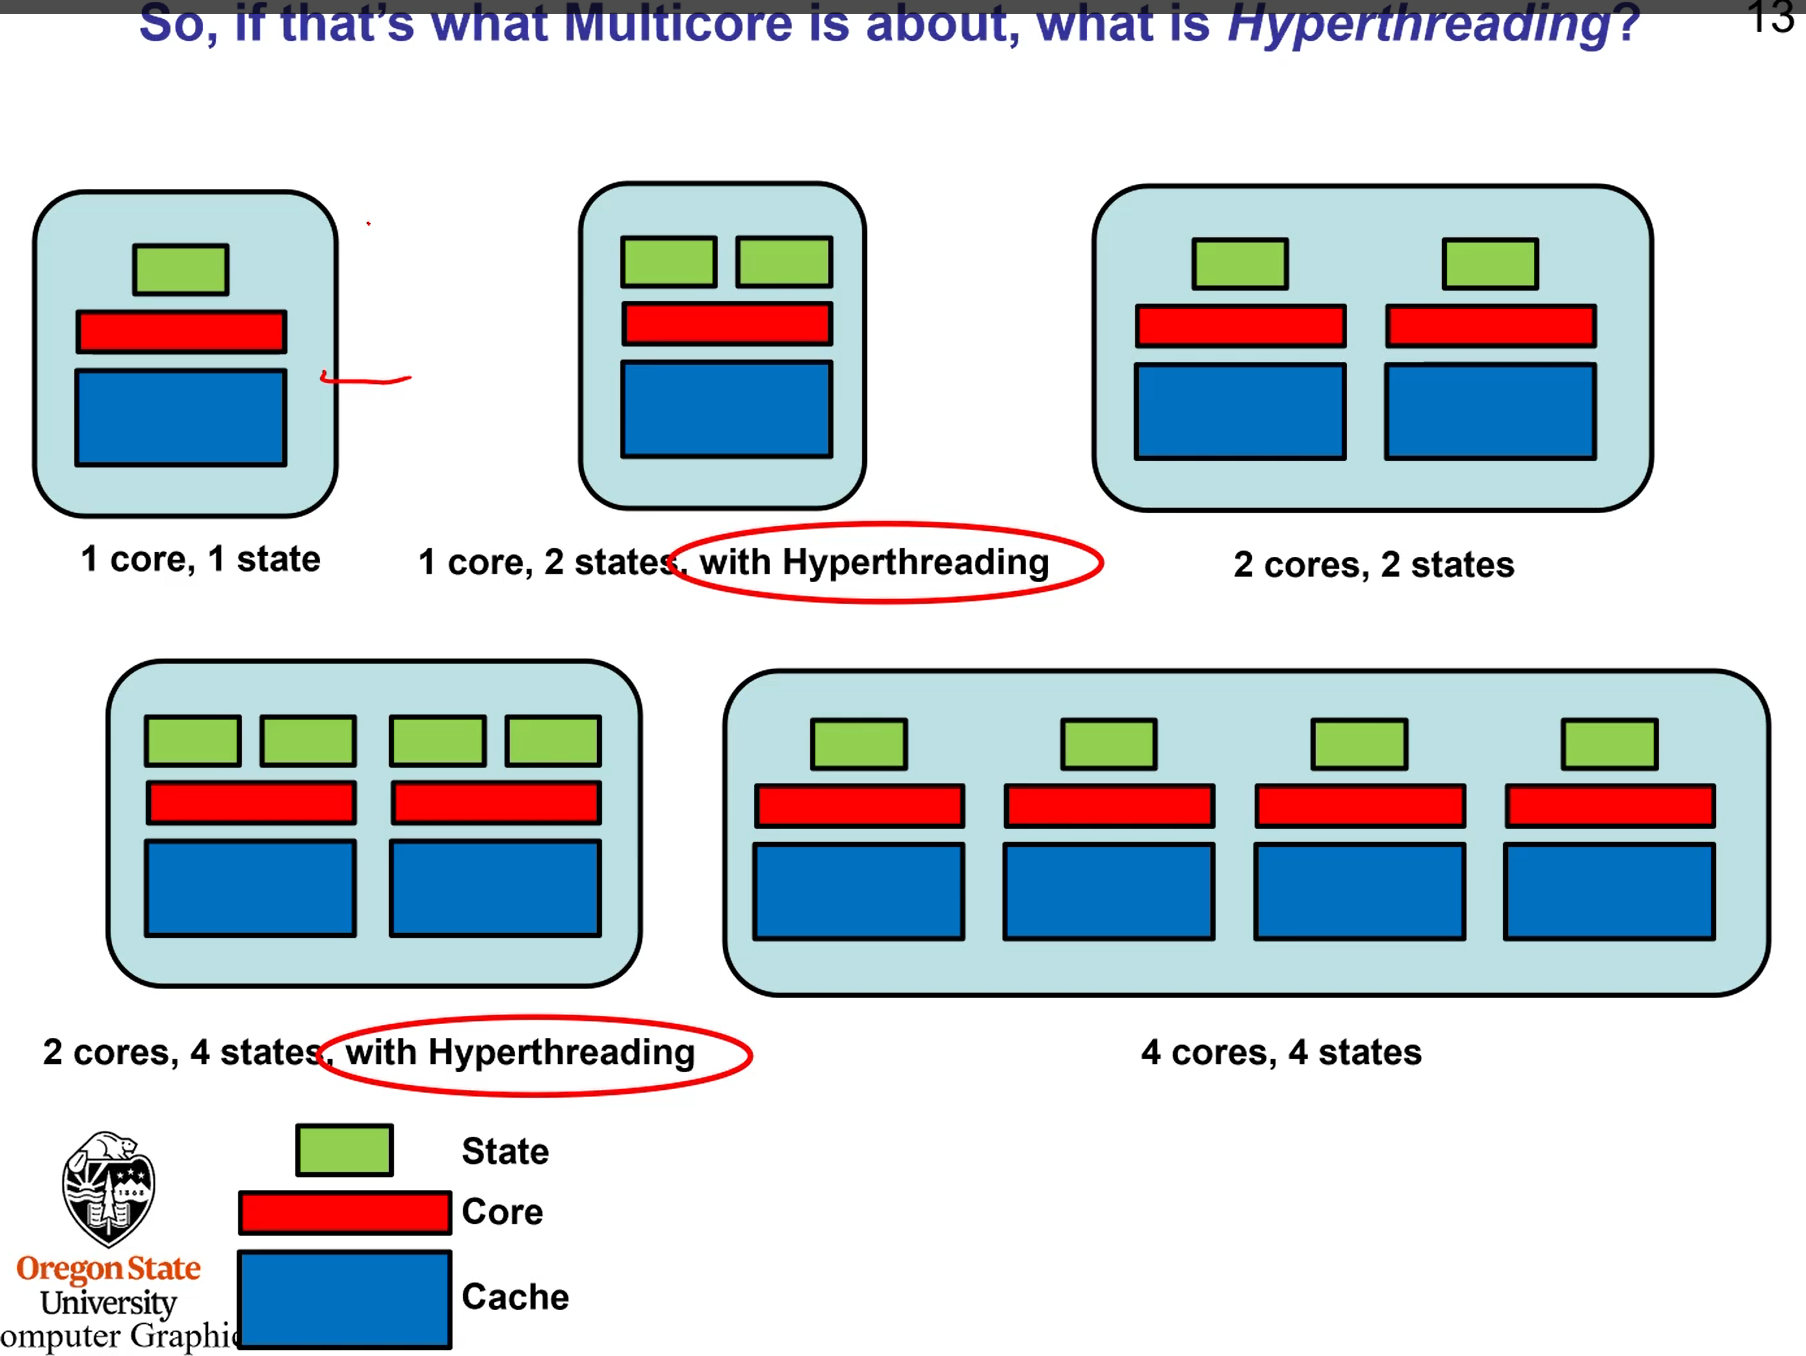 So, if that's what Multicore is about, what is Hyperthreading?
13
1 core, 1 state
1 core, 2 states, with Hyperthreading
2 cores, 2 states
2 cores, 4 states, with Hyperthreading
4 cores, 4 states
State
Core
Cache
1868
Oregon State
University
omputer Graphic